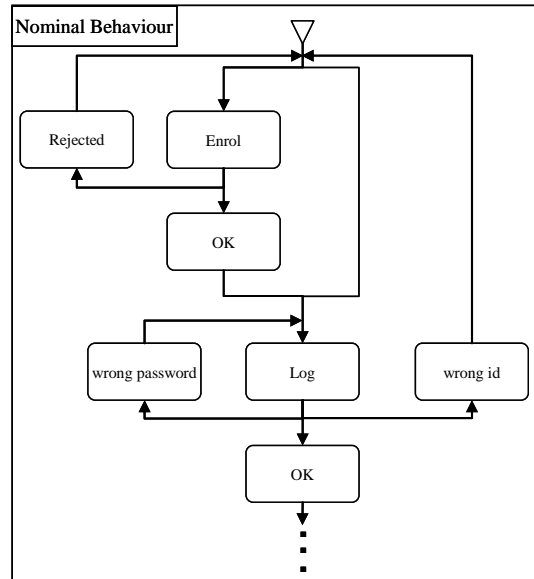 Nominal Behaviour
Rejected
Enrol
OK
wrong password
Log
wrong id
OK